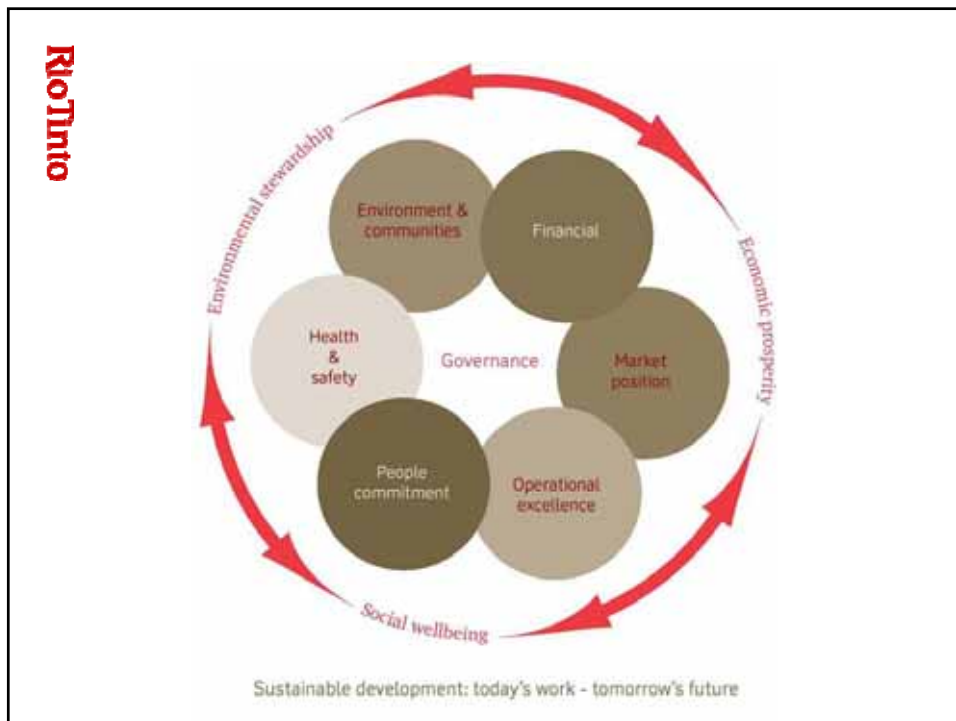 RioTinto
Environmental stewardship
Economic prosperity
Social wellbeing
Environment &
communities
Financial
Health
&
safety
Governance
Market
position
People
commitment
Operational
excellence
Sustainable development: today's work - tomorrow's future